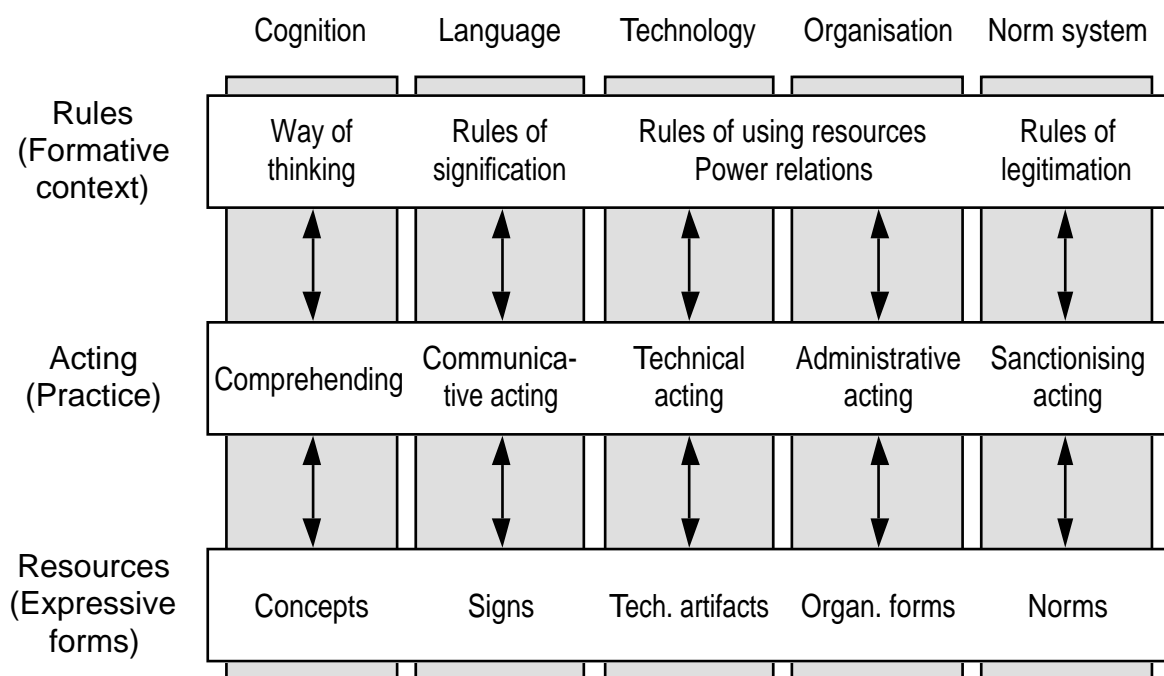 Cognition
Language
Technology
Organisation
Norm system
Rules
(Formative
context)
Way of
thinking
Rules of
signification
Rules of using resources
Power relations
Rules of
legitimation
Acting
(Practice)
Comprehending
Communica-
tive acting
Technical
acting
Administrative
acting
Sanctionising
acting
Resources
(Expressive
forms)
Concepts
Signs
Tech. artifacts
Organ. forms
Norms